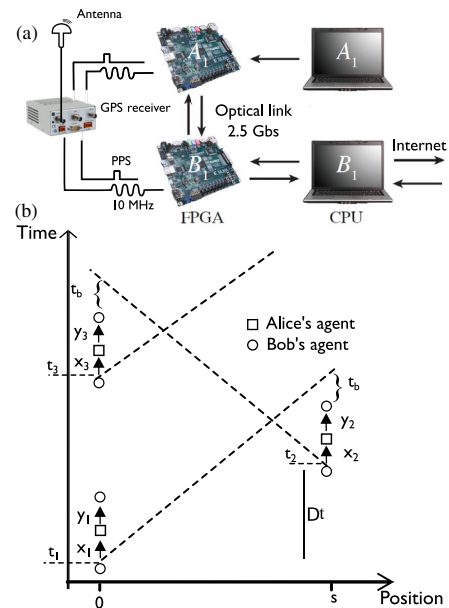 Antenna
(a)
A1
A1
GPS receiver
Optical link
2.5 Gbs
PPS
10 MHz
B1
B1
Internet
FPGA
CPU
(b)
Time
tb
y3
x3
t3
Alice's agent
Bob's agent
tb
y2
x2
t2
Dt
y1
x1
t1
0
s
Position